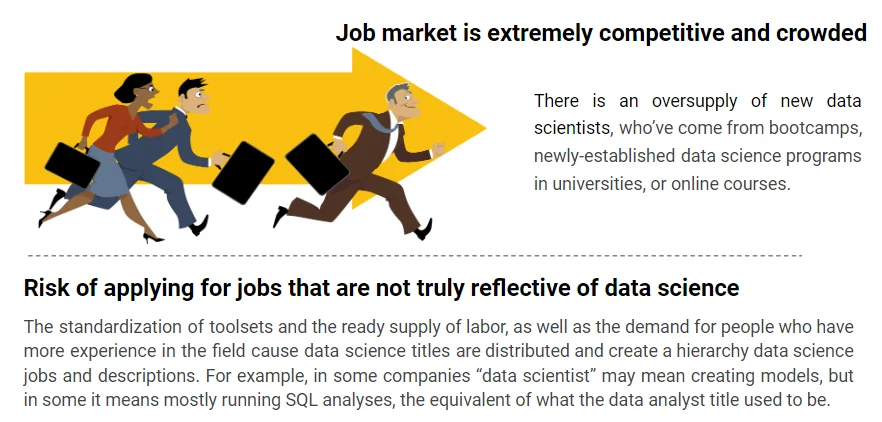 Job market is extremely competitive and crowded
There is an oversupply of new data
scientists, who’ve come from bootcamps,
newly-established data science programs
in universities, or online courses.
Risk of applying for jobs that are not truly reflective of data science
The standardization of toolsets and the ready supply of labor, as well as the demand for people who have
more experience in the field cause data science titles are distributed and create a hierarchy data science
jobs and descriptions. For example, in some companies “data scientist” may mean creating models, but
in some it means mostly running SQL analyses, the equivalent of what the data analyst title used to be.